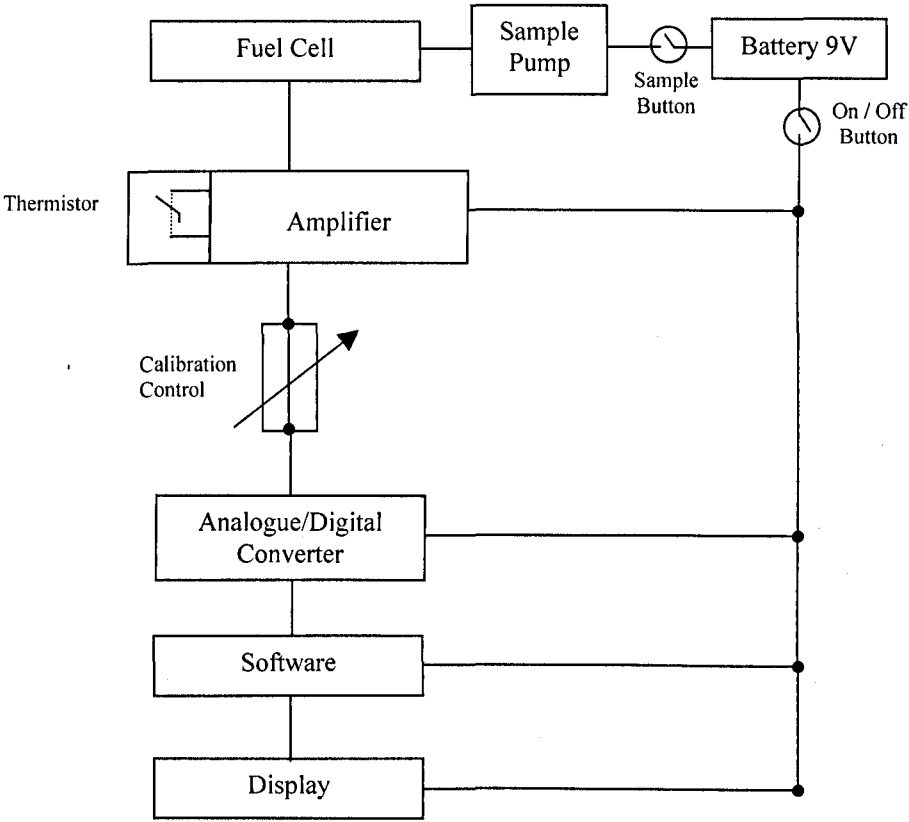 Fuel Cell
Sample
Pump
Battery 9V
Sample
Button
On / Off
Button
Thermistor
Amplifier
Calibration
Control
Analogue/Digital
Converter
Software
Display